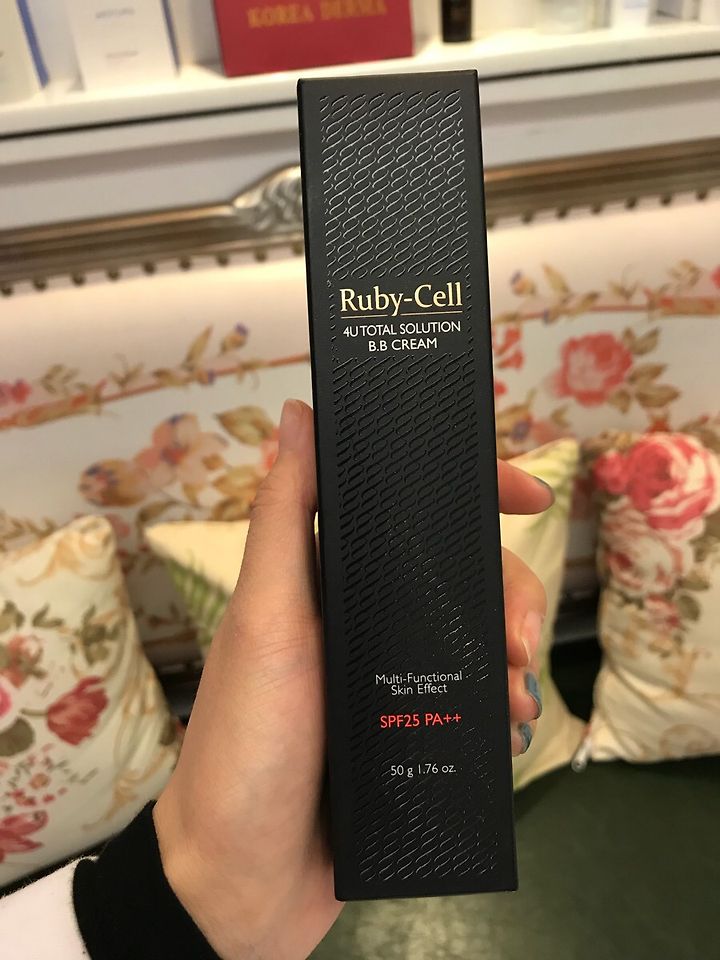 KOREA DERMA
Ruby-Cell
4U TOTAL SOLUTION
B.B CREAM
Multi-Functional
Skin Effect
SPF25 PA++
50 g 1.76 oz.